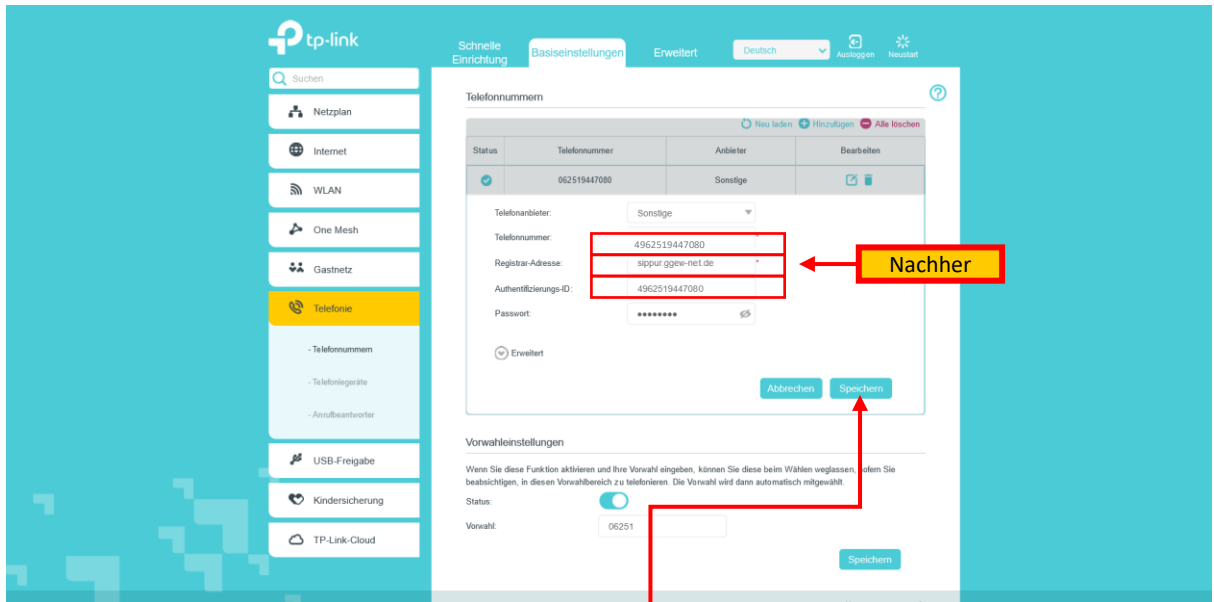 tp-link
Schnelle Einrichtung
Basiseinstellungen
Erweitert
Deutsch
Ausloggen
Neustart
Suchen
Netzplan
Internet
WLAN
One Mesh
Gastnetz
Telefonie
- Telefonnummern
- Telefoniegeräte
- Anrufbeantworter
USB-Freigabe
Kindersicherung
TP-Link-Cloud
Telefonnummern
Neu laden Hinzufügen Alle löschen
Status Telefonnummer Anbieter Bearbeiten
062519447080 Sonstige
Telefonanbieter: Sonstige
Telefonnummer: 4962519447080 *
Registrar-Adresse: sippur.ggew-net.de *
Authentifizierungs-ID: 4962519447080
Passwort: ●●●●●●●●
Nachher
Erweitert
Abbrechen Speichern
Vorwahleinstellungen
Wenn Sie diese Funktion aktivieren und Ihre Vorwahl eingeben, können Sie diese beim Wählen weglassen, sofern Sie
beabsichtigen, in diesen Vorwahlbereich zu telefonieren. Die Vorwahl wird dann automatisch mitgewählt.
Status:
Vorwahl: 06251
Speichern